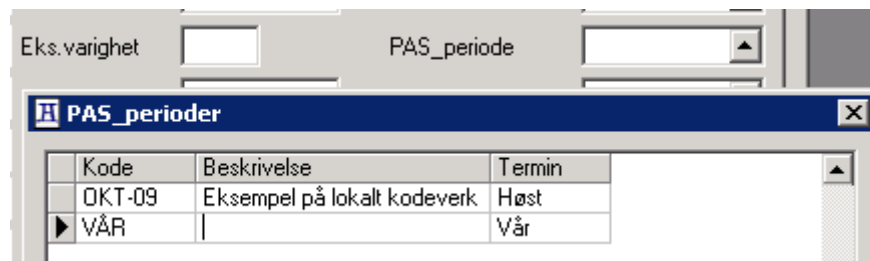 Eks.varighet PAS_periode
PAS_perioder
Kode Beskrivelse Termin
OKT-09 Eksempel på lokalt kodeverk Høst
VÅR Vår